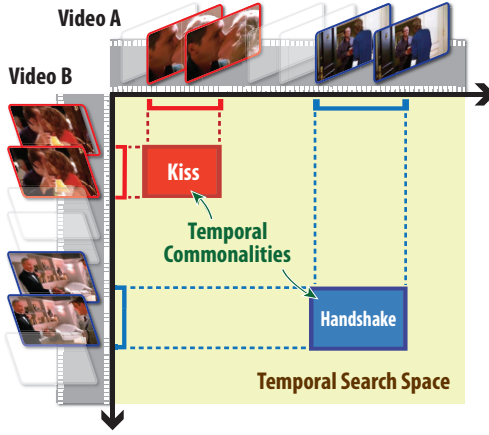 Video A
Video B
Kiss
Temporal
Commonalities
Handshake
Temporal Search Space